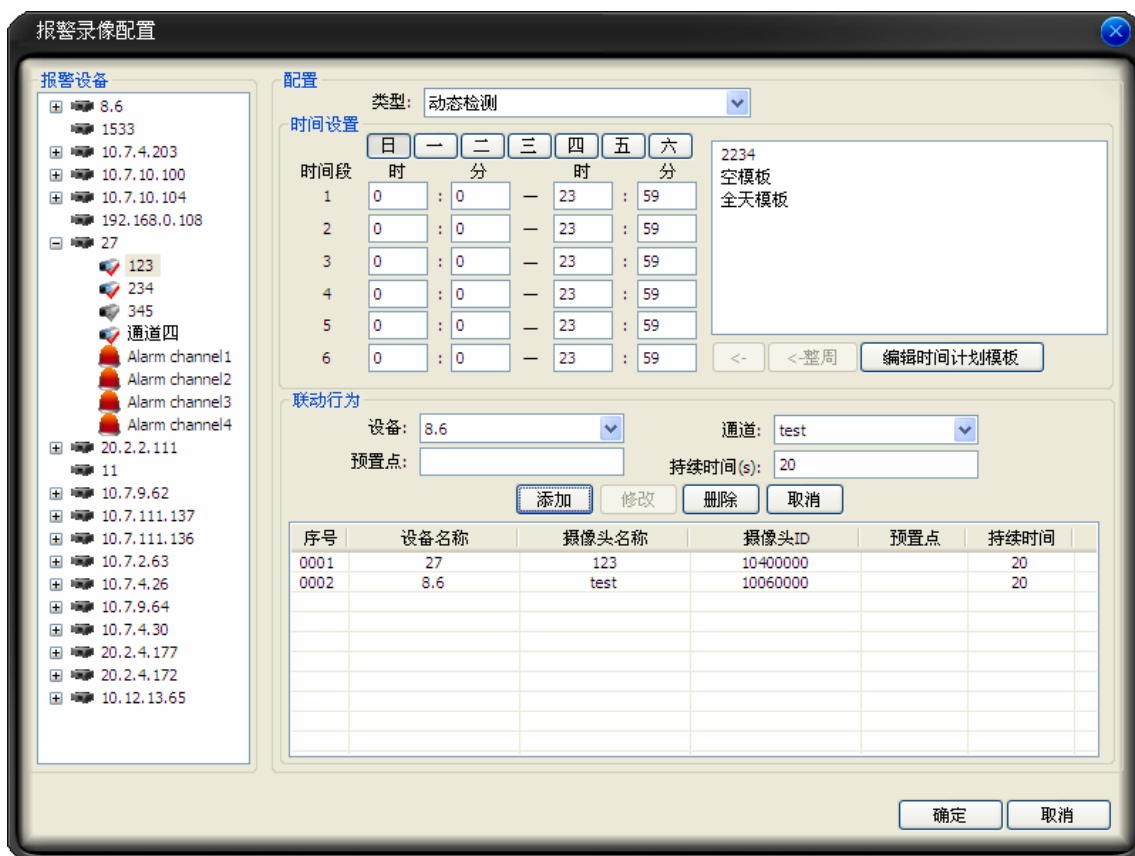 报警录像配置
报警设备
8.6
1533
10.7.4.203
10.7.10.100
10.7.10.104
192.168.0.108
27
123
234
345
通道四
Alarm channel1
Alarm channel2
Alarm channel3
Alarm channel4
20.2.2.111
11
10.7.9.62
10.7.111.137
10.7.111.136
10.7.2.63
10.7.4.26
10.7.9.64
10.7.4.30
20.2.4.177
20.2.4.172
10.12.13.65
配置
类型: 动态检测
时间设置
日 一 二 三 四 五 六
时间段 时 分 时 分
1 0 : 0 — 23 : 59
2 0 : 0 — 23 : 59
3 0 : 0 — 23 : 59
4 0 : 0 — 23 : 59
5 0 : 0 — 23 : 59
6 0 : 0 — 23 : 59
2234
空模板
全天模板
<- <-整周 编辑时间计划模板
联动行为
设备: 8.6 通道: test
预置点: 持续时间(s): 20
添加 修改 删除 取消
序号 设备名称 摄像头名称 摄像头ID 预置点 持续时间
0001 27 123 10400000 20
0002 8.6 test 10060000 20
确定 取消